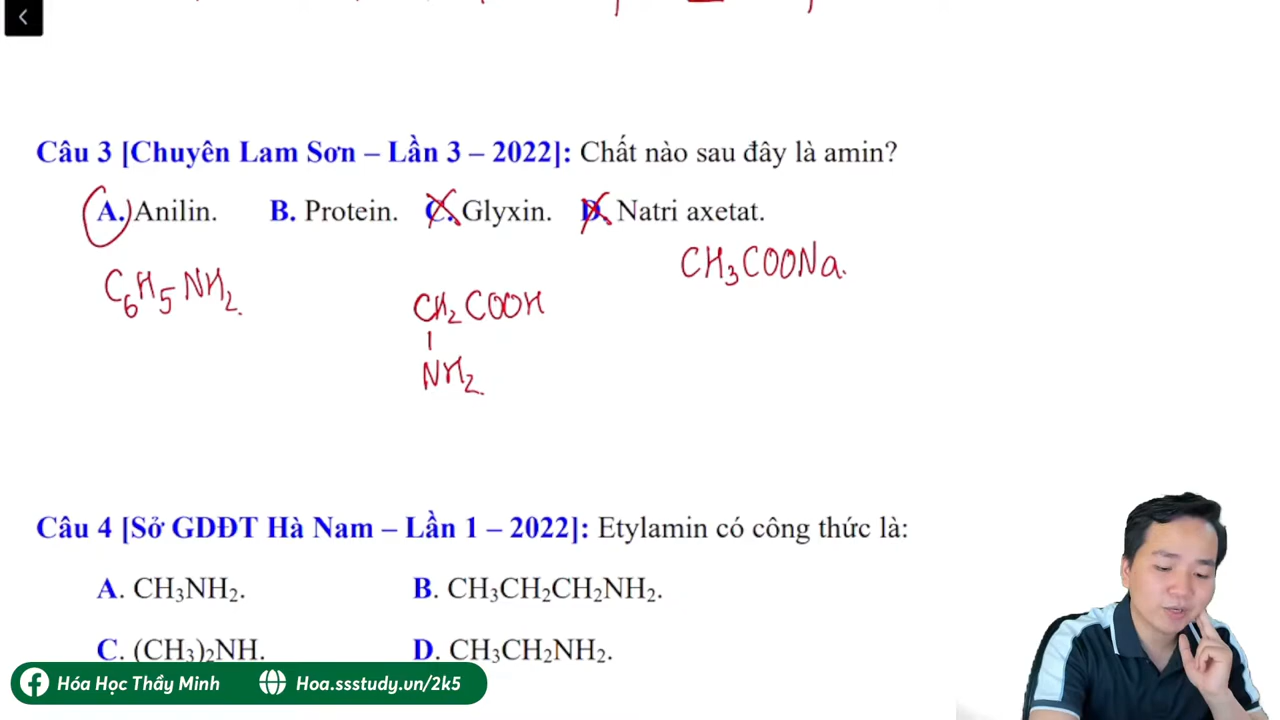 Câu 3 [Chuyên Lam Sơn – Lần 3 – 2022]: Chất nào sau đây là amin?
A. Anilin. B. Protein. C. Glyxin. D. Natri axetat.
CH₃COONa.
C₆H₅NH₂.
CH₂COOH
NH₂.
Câu 4 [Sở GDĐT Hà Nam – Lần 1 – 2022]: Etylamin có công thức là:
A. CH₃NH₂. B. CH₃CH₂CH₂NH₂.
C. (CH₃)₂NH. D. CH₃CH₂NH₂.
Hóa Học Thầy Minh Hoa.ssstudy.vn/2k5